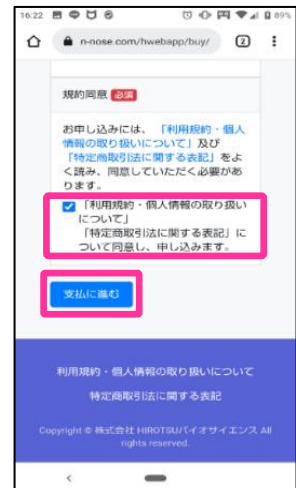 16:22
89%
n-nose.com/hwebapp/buy/
2
規約同意 必須
お申し込みには、「利用規約・個人
情報の取り扱いについて」及び
「特定商取引法に関する表記」をよ
く読み、同意していただく必要があ
ります。
「利用規約・個人情報の取り扱い
について」
「特定商取引法に関する表記」に
ついて同意し、申し込みます。
支払に進む
利用規約・個人情報の取り扱いについて
特定商取引法に関する表記
Copyright © 株式会社 HIROTSUバイオサイエンス All
rights reserved.